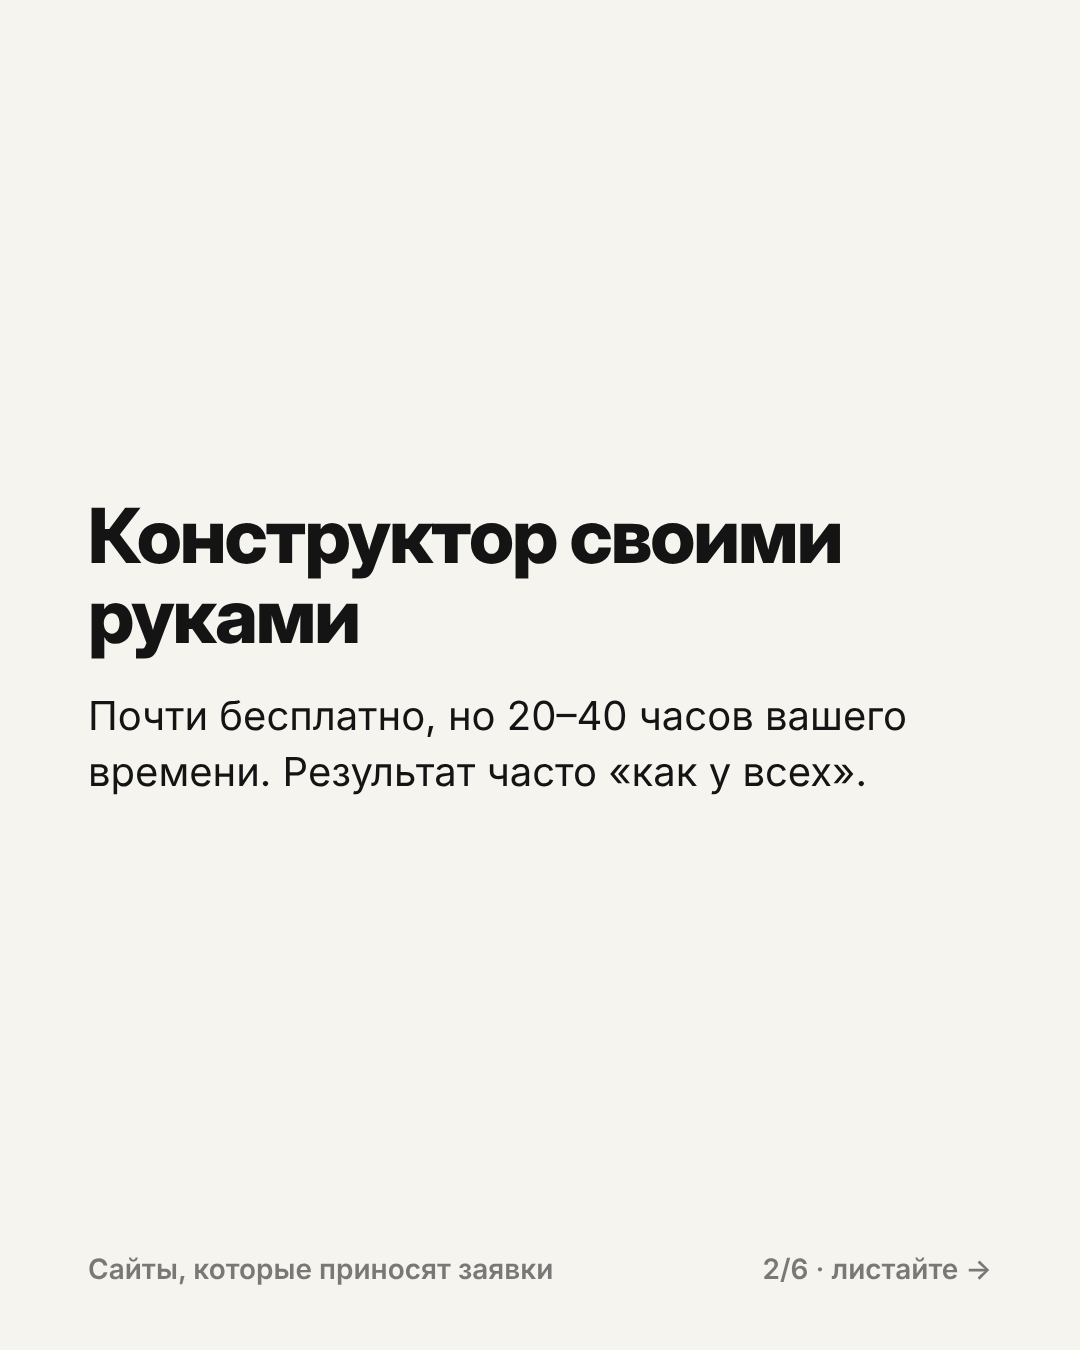 Конструктор своими
руками
Почти бесплатно, но 20–40 часов вашего
времени. Результат часто «как у всех».
Сайты, которые приносят заявки
2/6 · листайте →